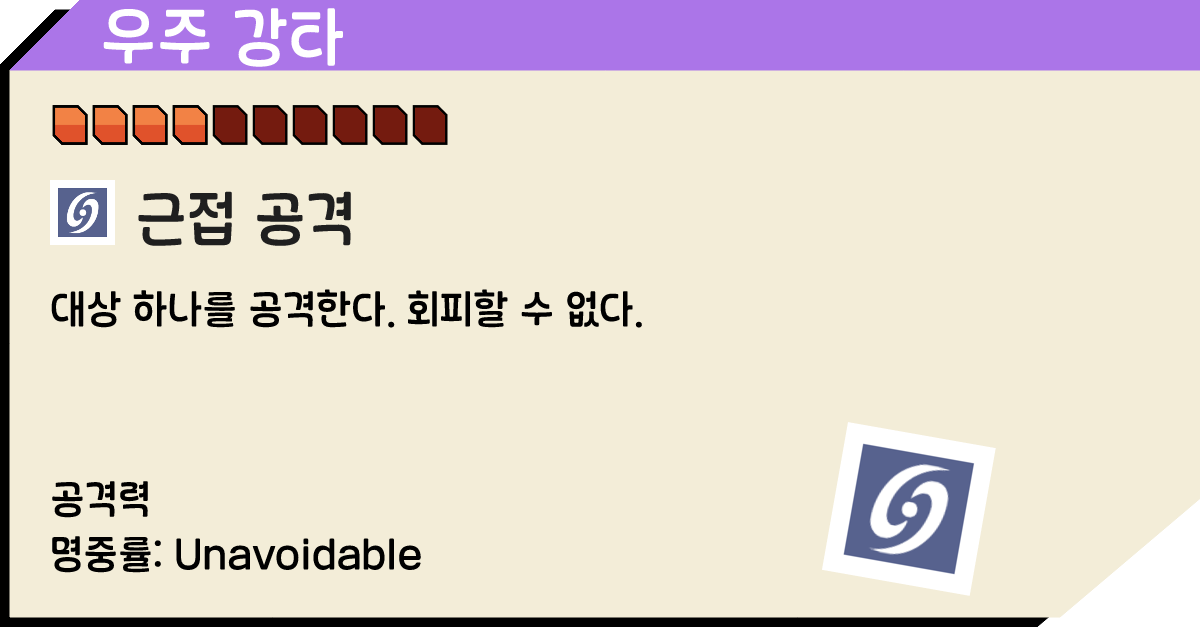 우주 강타
근접 공격
대상 하나를 공격한다. 회피할 수 없다.
공격력
명중률: Unavoidable